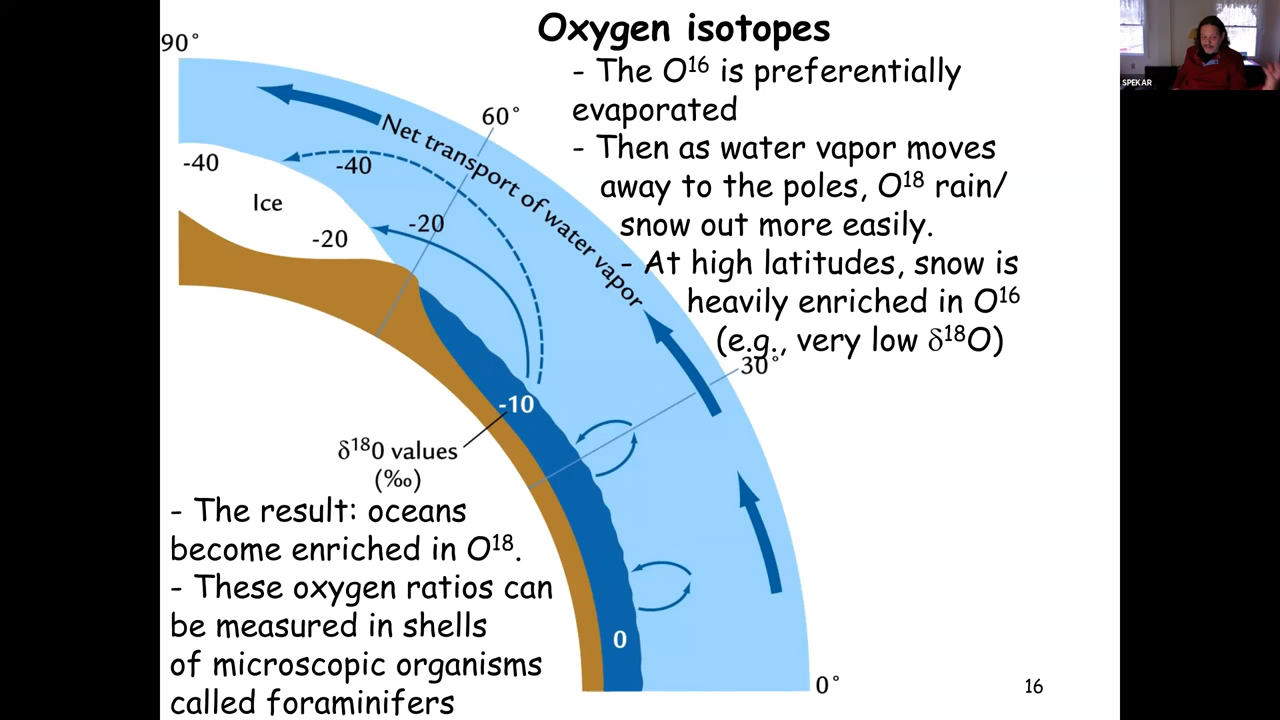 Oxygen isotopes
- The O¹⁶ is preferentially
evaporated
- Then as water vapor moves
away to the poles, O¹⁸ rain/
snow out more easily.
- At high latitudes, snow is
heavily enriched in O¹⁶
(e.g., very low δ¹⁸O)
90°
60°
30°
0°
Net transport of water vapor
-40
-40
Ice
-20
-20
-10
0
δ¹⁸0 values
(‰)
- The result: oceans
become enriched in O¹⁸.
- These oxygen ratios can
be measured in shells
of microscopic organisms
called foraminifers
16
SPEKAR